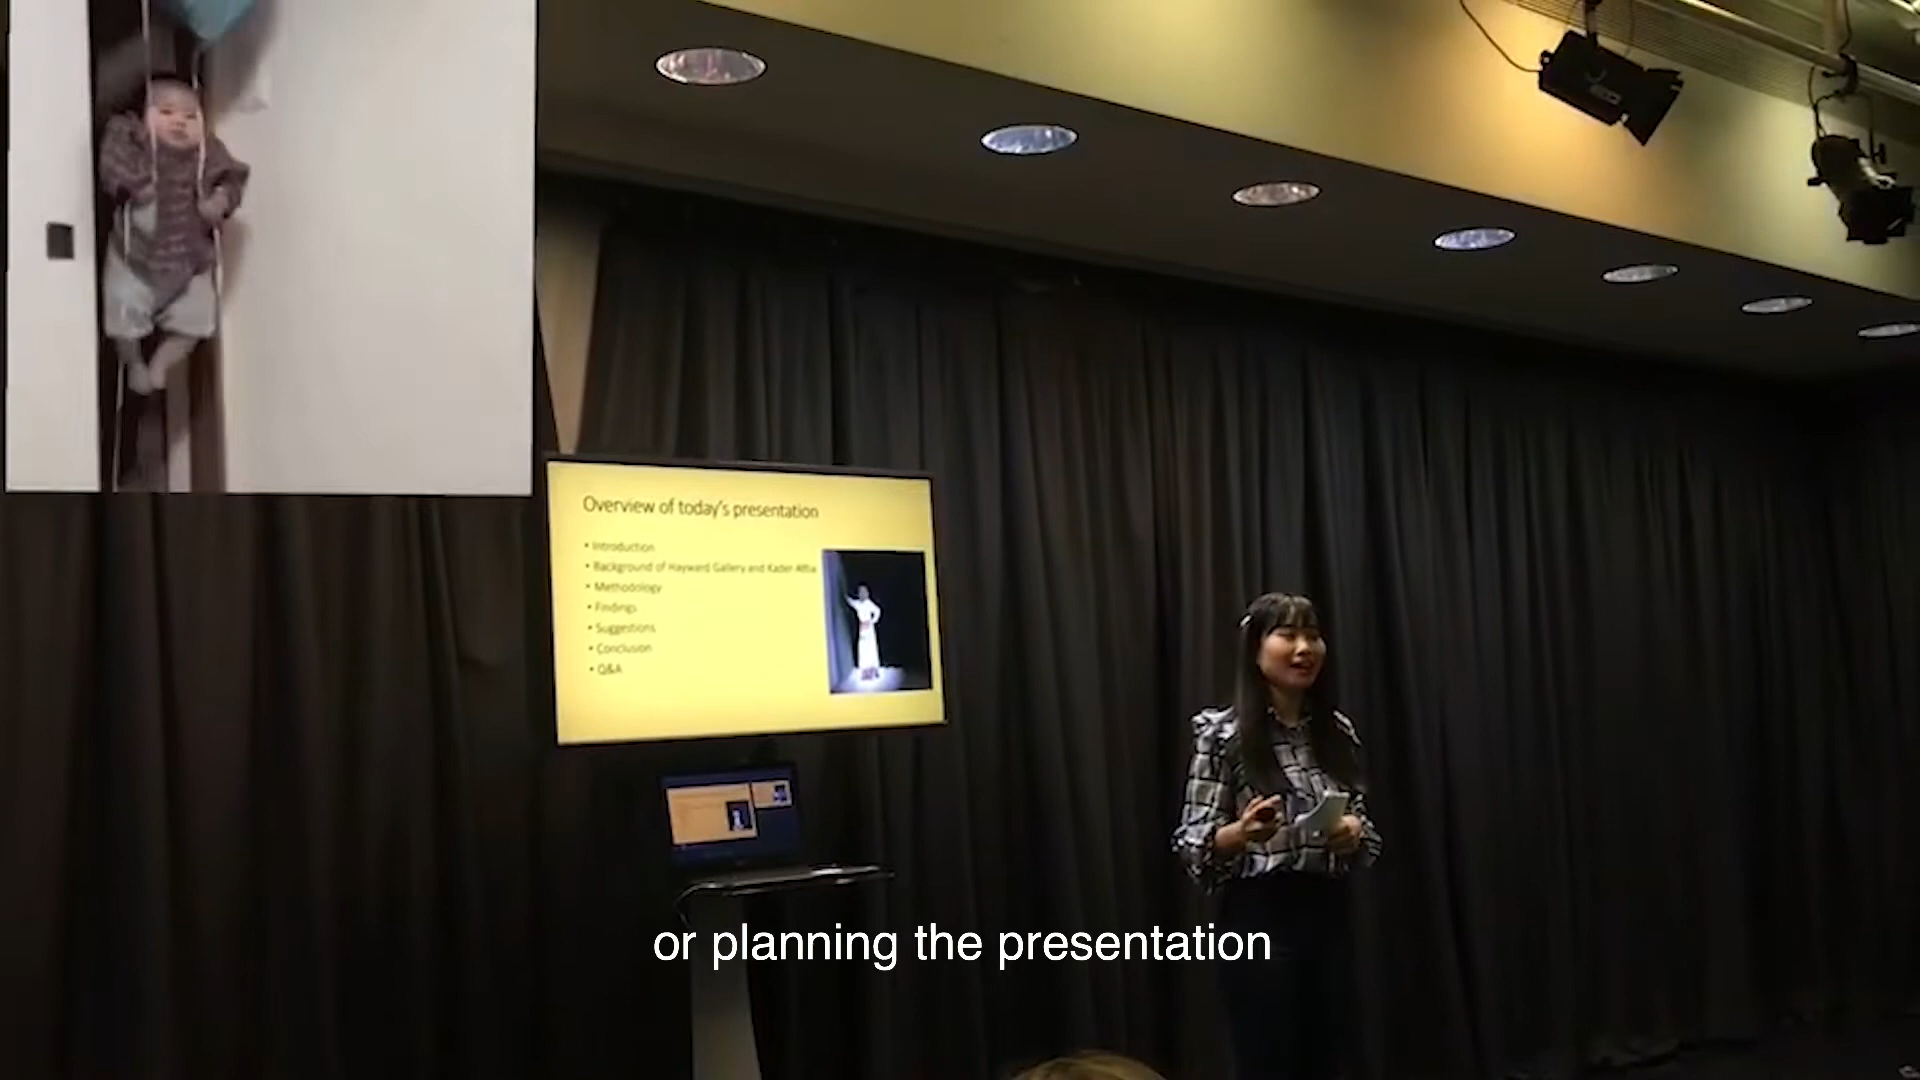 Overview of today's presentation
• Introduction
• Background of Hayward Gallery and Kader Attia
• Methodology
• Findings
• Suggestions
• Conclusion
• Q&A
or planning the presentation